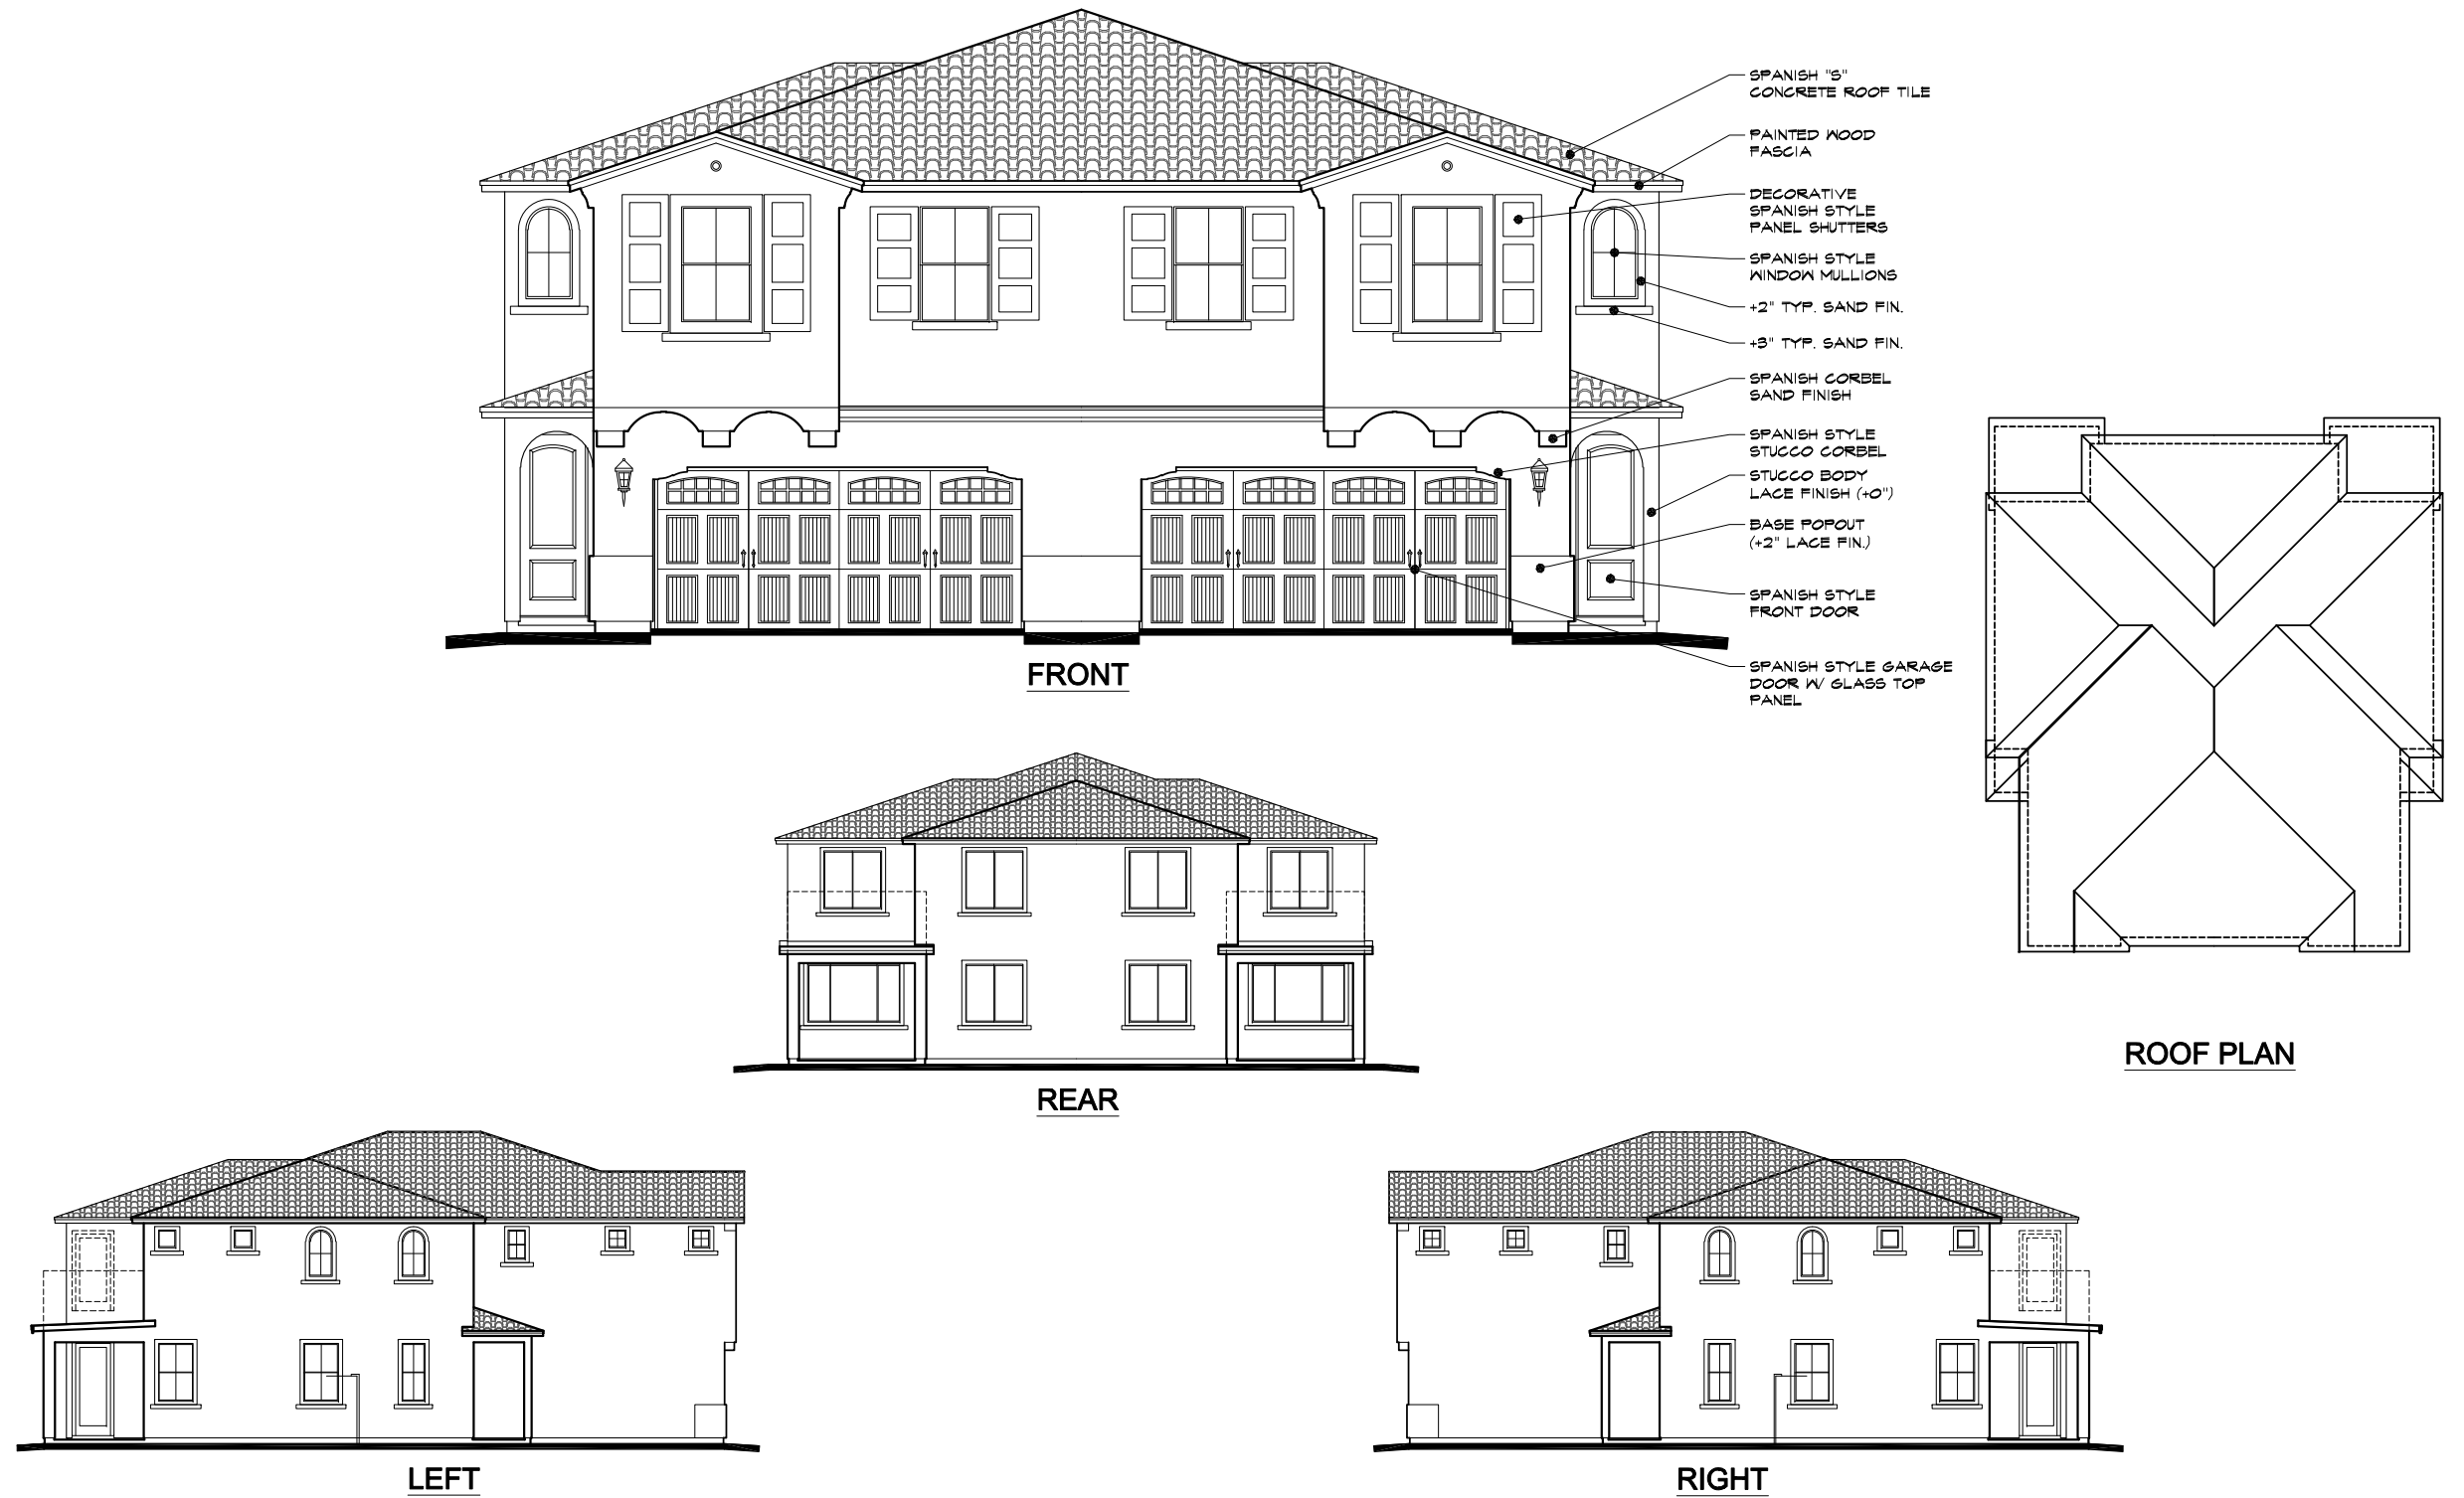 SPANISH "S"
CONCRETE ROOF TILE
PAINTED WOOD
FASCIA
DECORATIVE
SPANISH STYLE
PANEL SHUTTERS
SPANISH STYLE
WINDOW MULLIONS
+2" TYP. SAND FIN.
+3" TYP. SAND FIN.
SPANISH CORBEL
SAND FINISH
SPANISH STYLE
STUCCO CORBEL
STUCCO BODY
LACE FINISH (+0")
BASE POPOUT
(+2" LACE FIN.)
SPANISH STYLE
FRONT DOOR
SPANISH STYLE GARAGE
DOOR W/ GLASS TOP
PANEL
FRONT
REAR
ROOF PLAN
LEFT
RIGHT